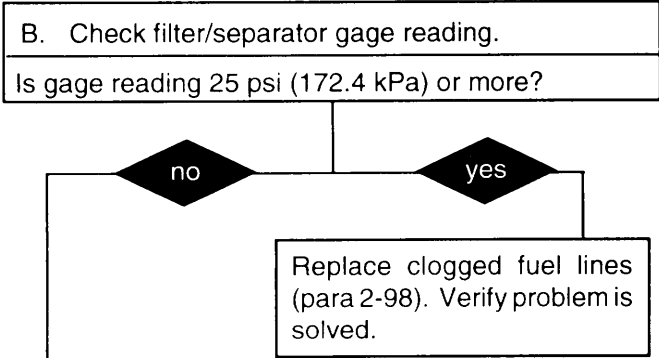 B. Check filter/separator gage reading.
Is gage reading 25 psi (172.4 kPa) or more?
no
yes
Replace clogged fuel lines
(para 2-98). Verify problem is
solved.